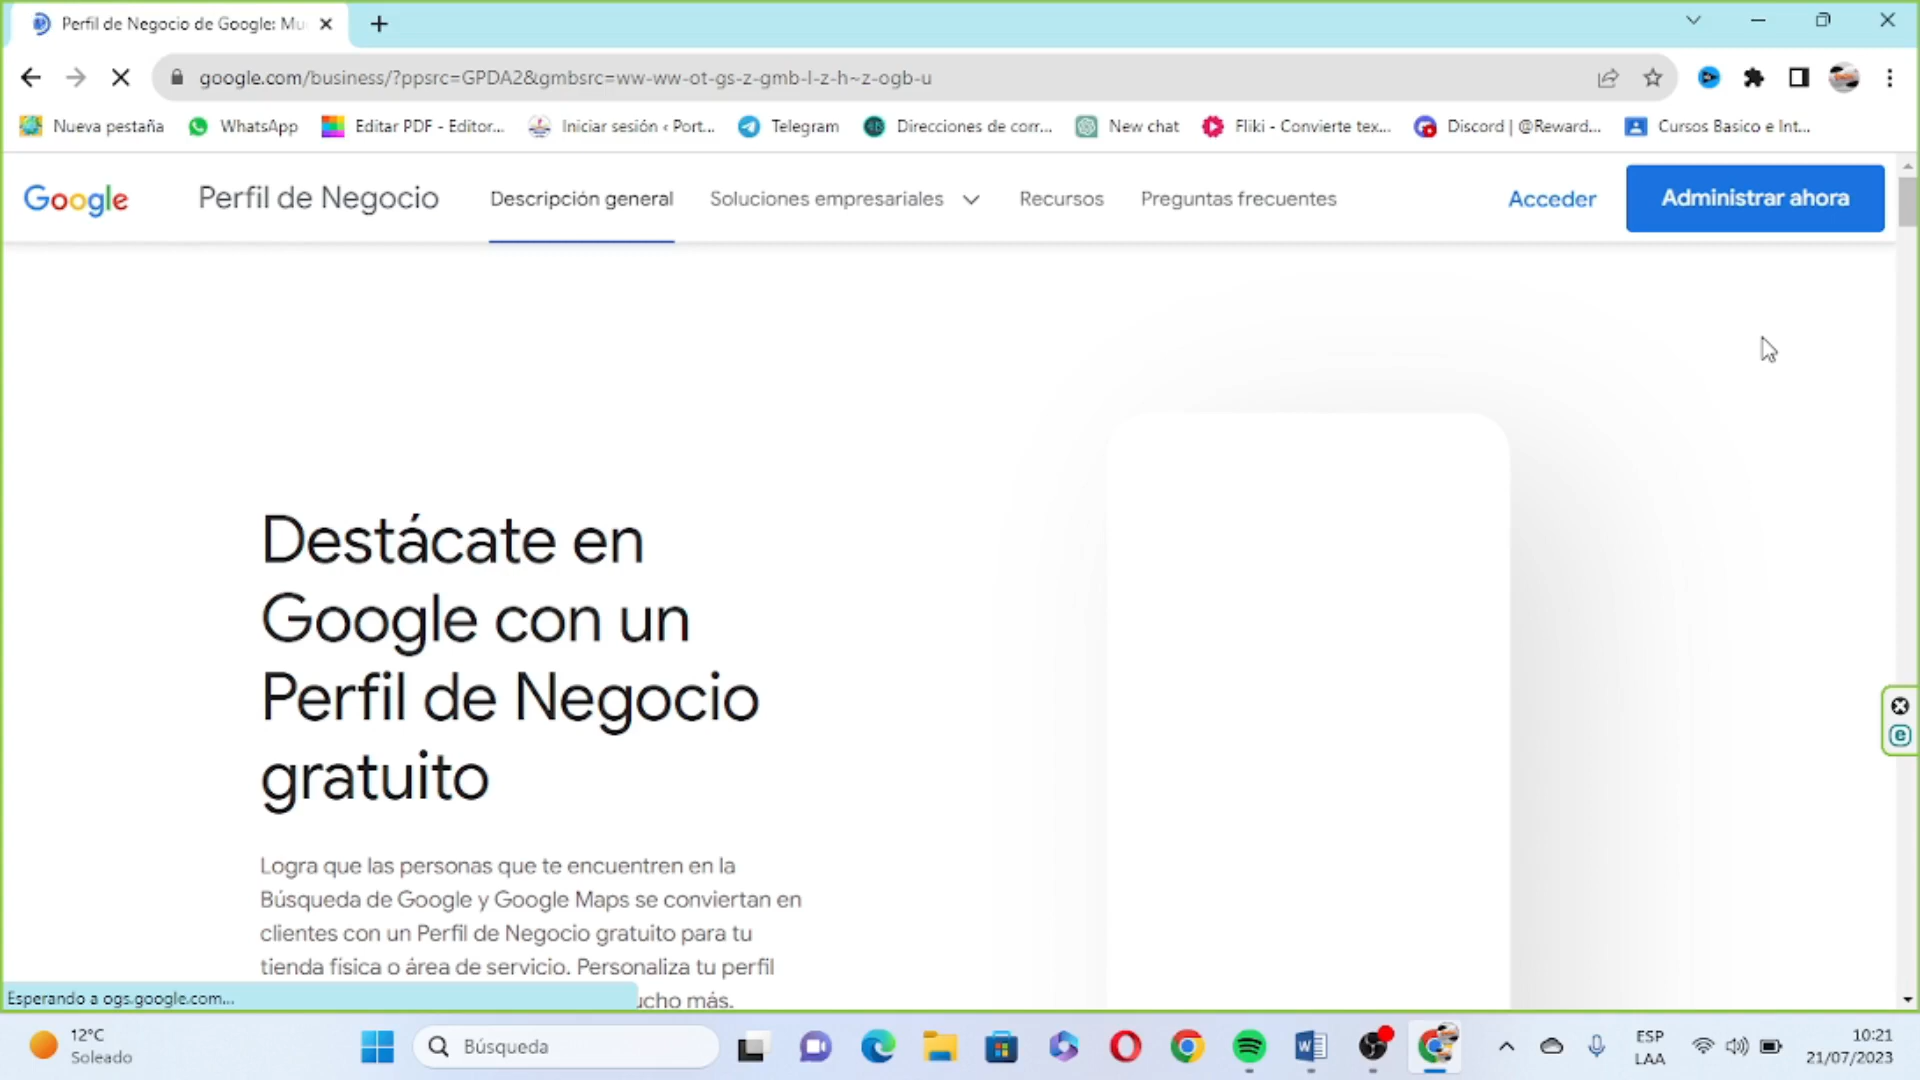 Perfil de Negocio de Google: Mu
google.com/business/?ppsrc=GPDA2&gmbsrc=ww-ww-ot-gs-z-gmb-l-z-h~z-ogb-u
Nueva pestaña WhatsApp Editar PDF - Editor... Iniciar sesión ‹ Port... Telegram Direcciones de corr... New chat Fliki - Convierte tex... Discord | @Reward... Cursos Basico e Int...
Google Perfil de Negocio Descripción general Soluciones empresariales Recursos Preguntas frecuentes Acceder Administrar ahora
Destácate en
Google con un
Perfil de Negocio
gratuito
Logra que las personas que te encuentren en la
Búsqueda de Google y Google Maps se conviertan en
clientes con un Perfil de Negocio gratuito para tu
tienda física o área de servicio. Personaliza tu perfil
ucho más.
Esperando a ogs.google.com...
12°C
Soleado
Búsqueda
ESP
LAA
10:21
21/07/2023